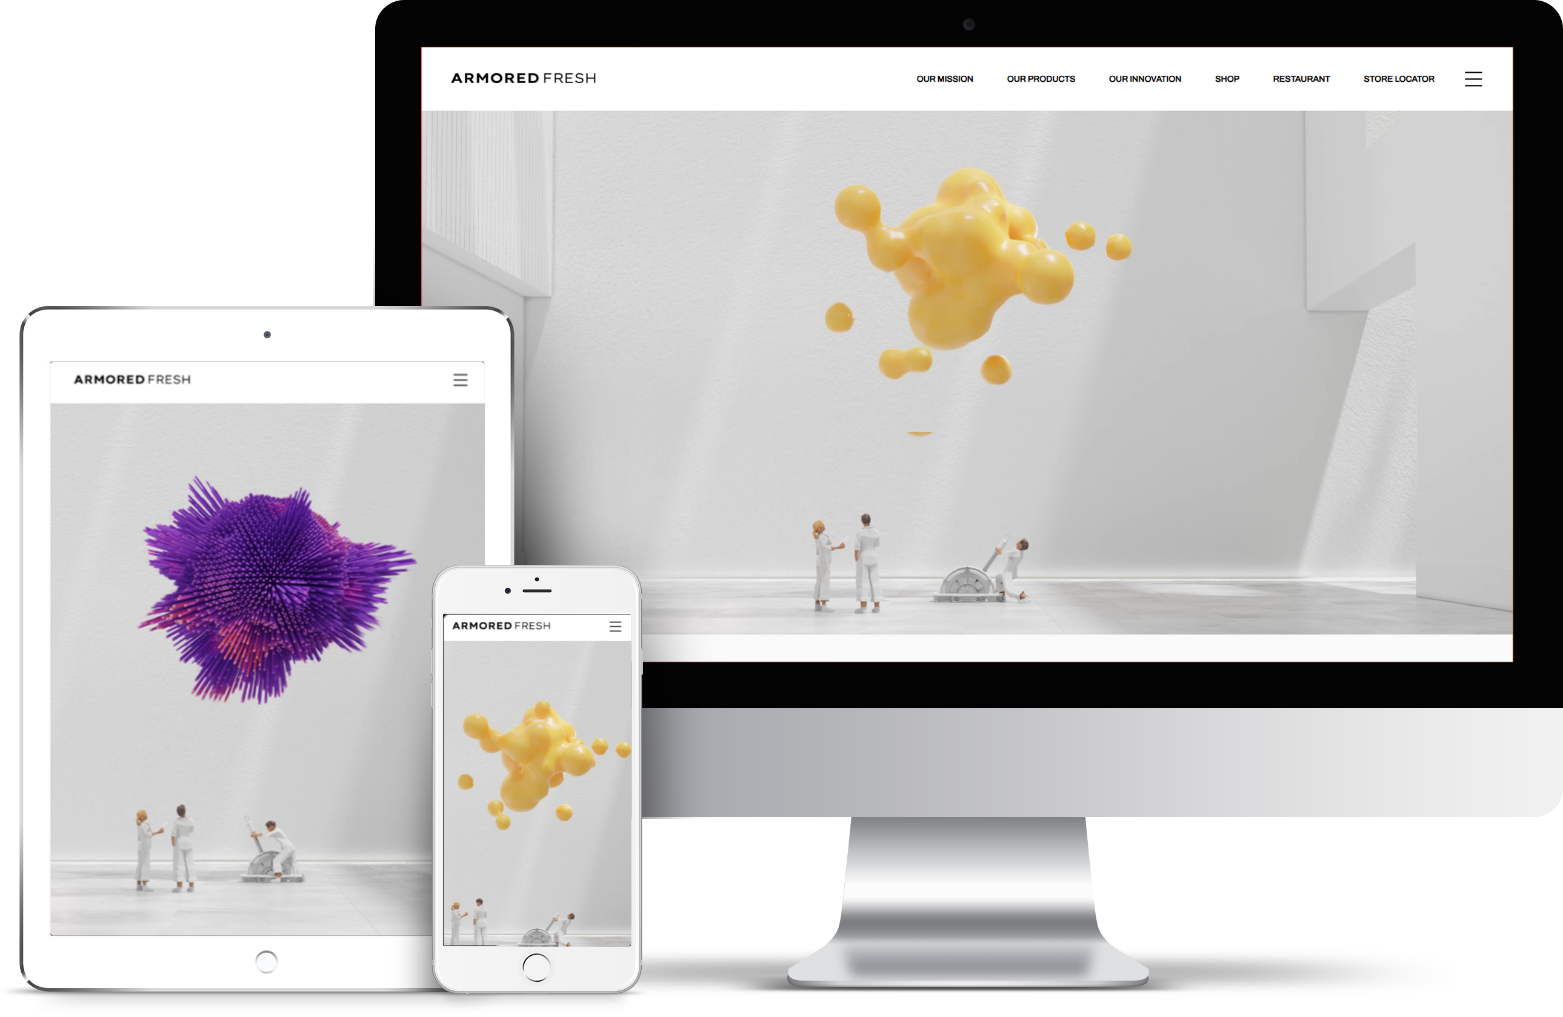 ARMORED FRESH
OUR MISSION OUR PRODUCTS OUR INNOVATION SHOP RESTAURANT STORE LOCATOR
ARMORED FRESH
ARMORED FRESH